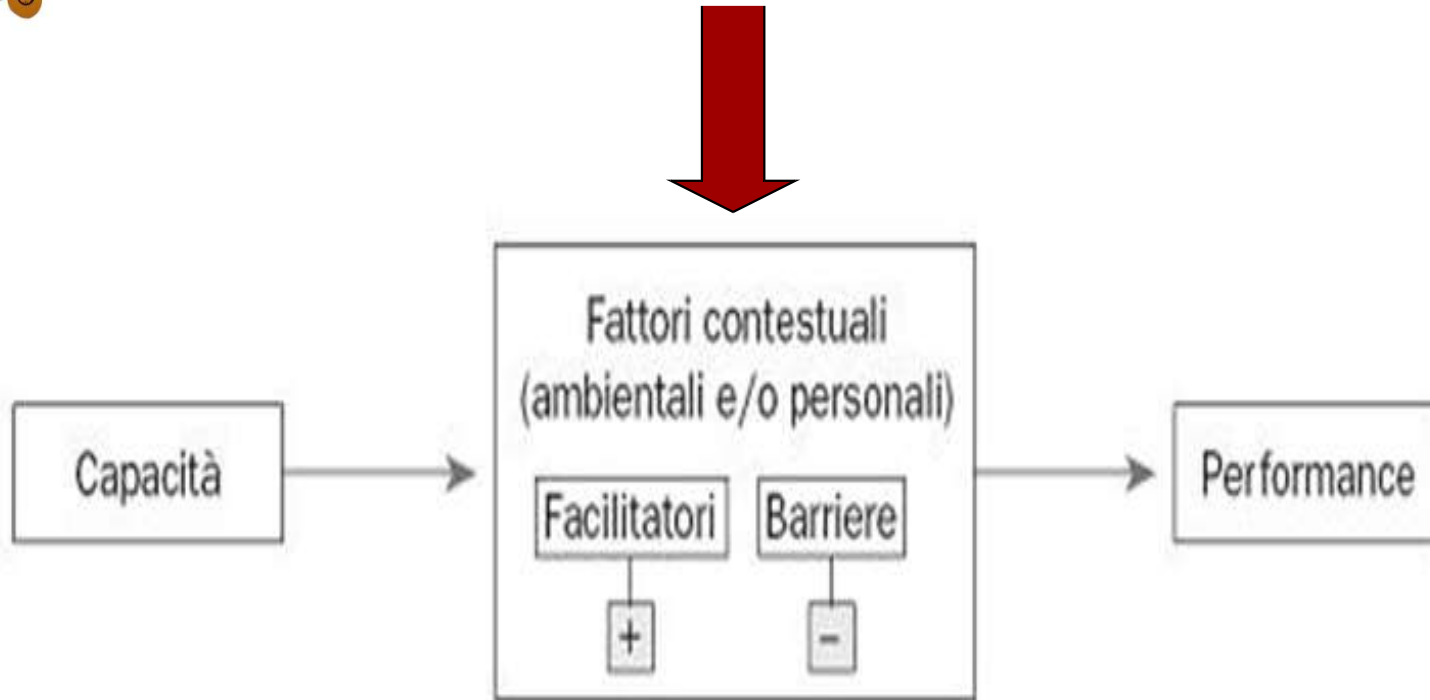 Fattori contestuali
(ambientali e/o personali)
Capacità
Facilitatori
Barriere
+
−
Performance